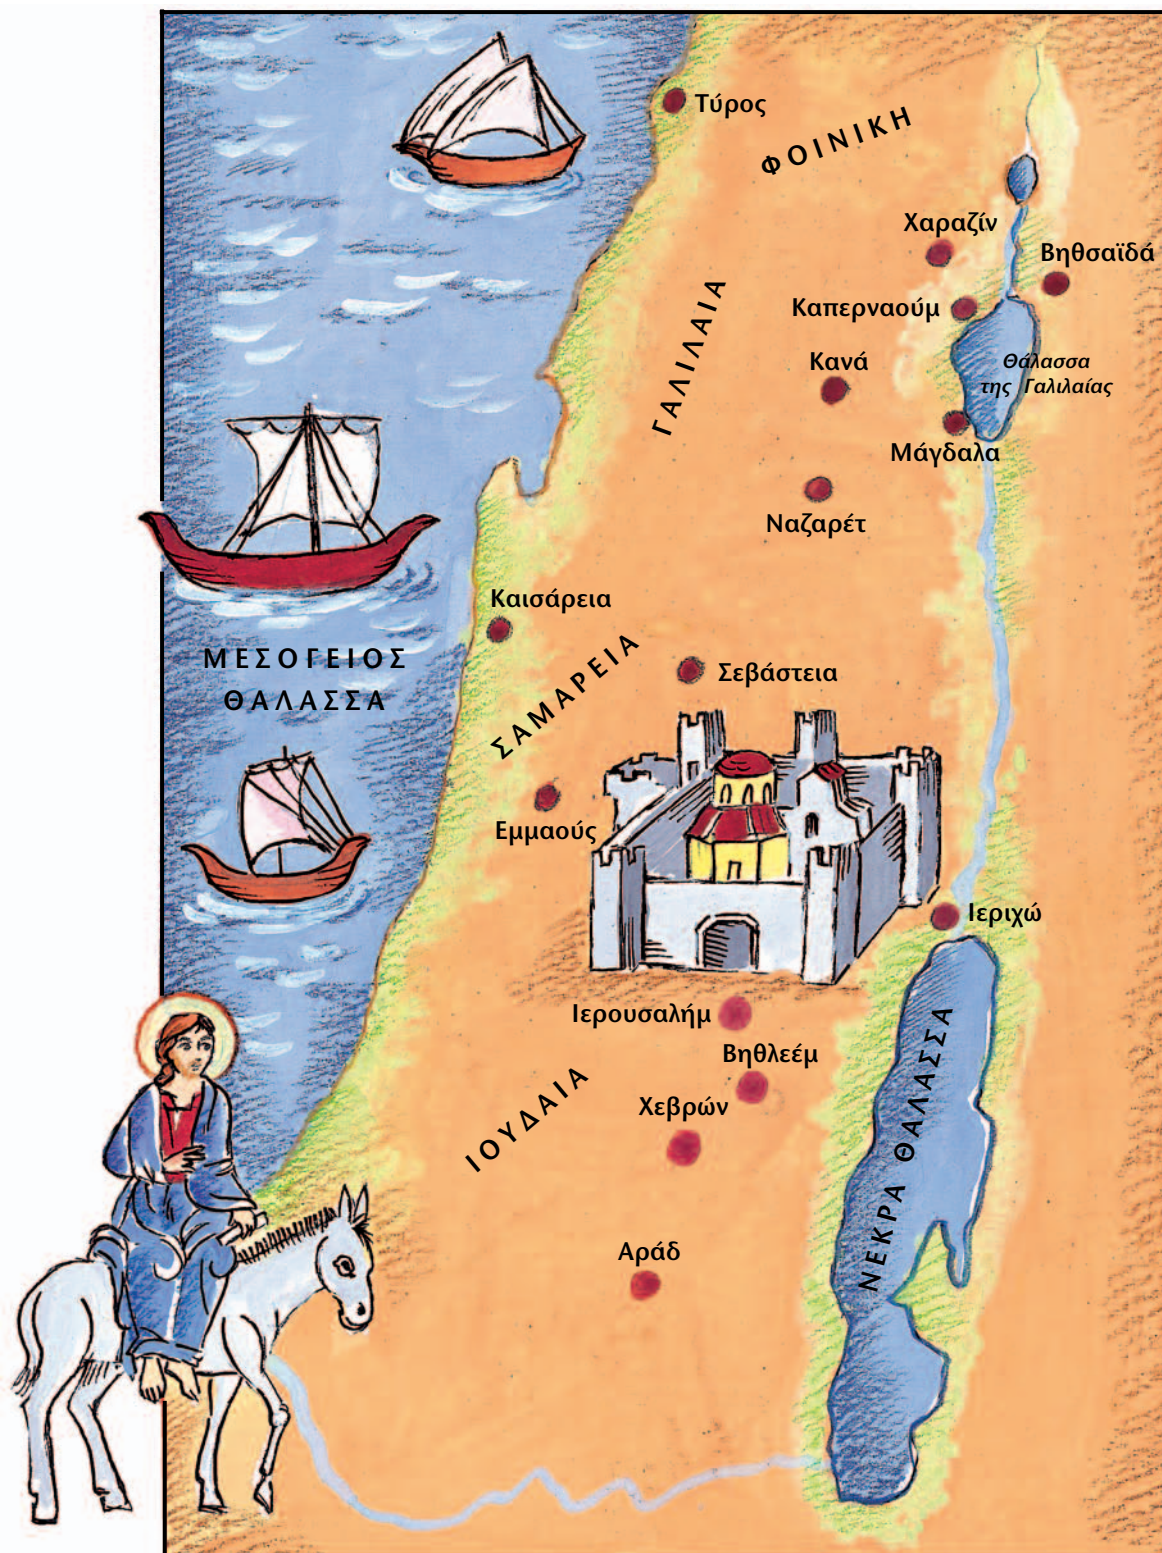 Τύρος
ΦΟΙΝΙΚΗ
Χαραζίν
Βηθσαϊδά
Καπερναούμ
ΓΑΛΙΛΑΙΑ
Κανά
Θάλασσα
της Γαλιλαίας
Μάγδαλα
Ναζαρέτ
Καισάρεια
ΜΕΣΟΓΕΙΟΣ
ΘΑΛΑΣΣΑ
ΣΑΜΑΡΕΙΑ
Σεβάστεια
Εμμαούς
Ιεριχώ
Ιερουσαλήμ
Βηθλεέμ
Χεβρών
ΙΟΥΔΑΙΑ
ΝΕΚΡΑ ΘΑΛΑΣΣΑ
Αράδ